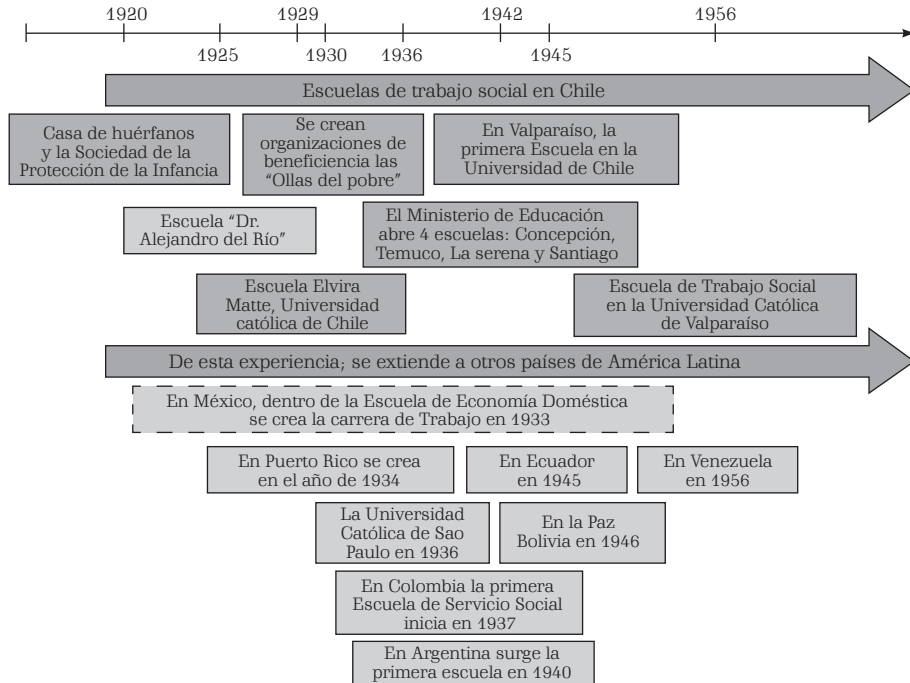 1920 1929 1942 1956
1925 1930 1936 1945
Escuelas de trabajo social en Chile
Casa de huérfanos
y la Sociedad de la
Protección de la Infancia
Se crean
organizaciones de
beneficiencia las
“Ollas del pobre”
En Valparaíso, la
primera Escuela en la
Universidad de Chile
Escuela “Dr.
Alejandro del Río”
El Ministerio de Educación
abre 4 escuelas: Concepción,
Temuco, La serena y Santiago
Escuela Elvira
Matte, Universidad
católica de Chile
Escuela de Trabajo Social
en la Universidad Católica
de Valparaíso
De esta experiencia; se extiende a otros países de América Latina
En México, dentro de la Escuela de Economía Doméstica
se crea la carrera de Trabajo en 1933
En Puerto Rico se crea
en el año de 1934
En Ecuador
en 1945
En Venezuela
en 1956
La Universidad
Católica de Sao
Paulo en 1936
En la Paz
Bolivia en 1946
En Colombia la primera
Escuela de Servicio Social
inicia en 1937
En Argentina surge la
primera escuela en 1940